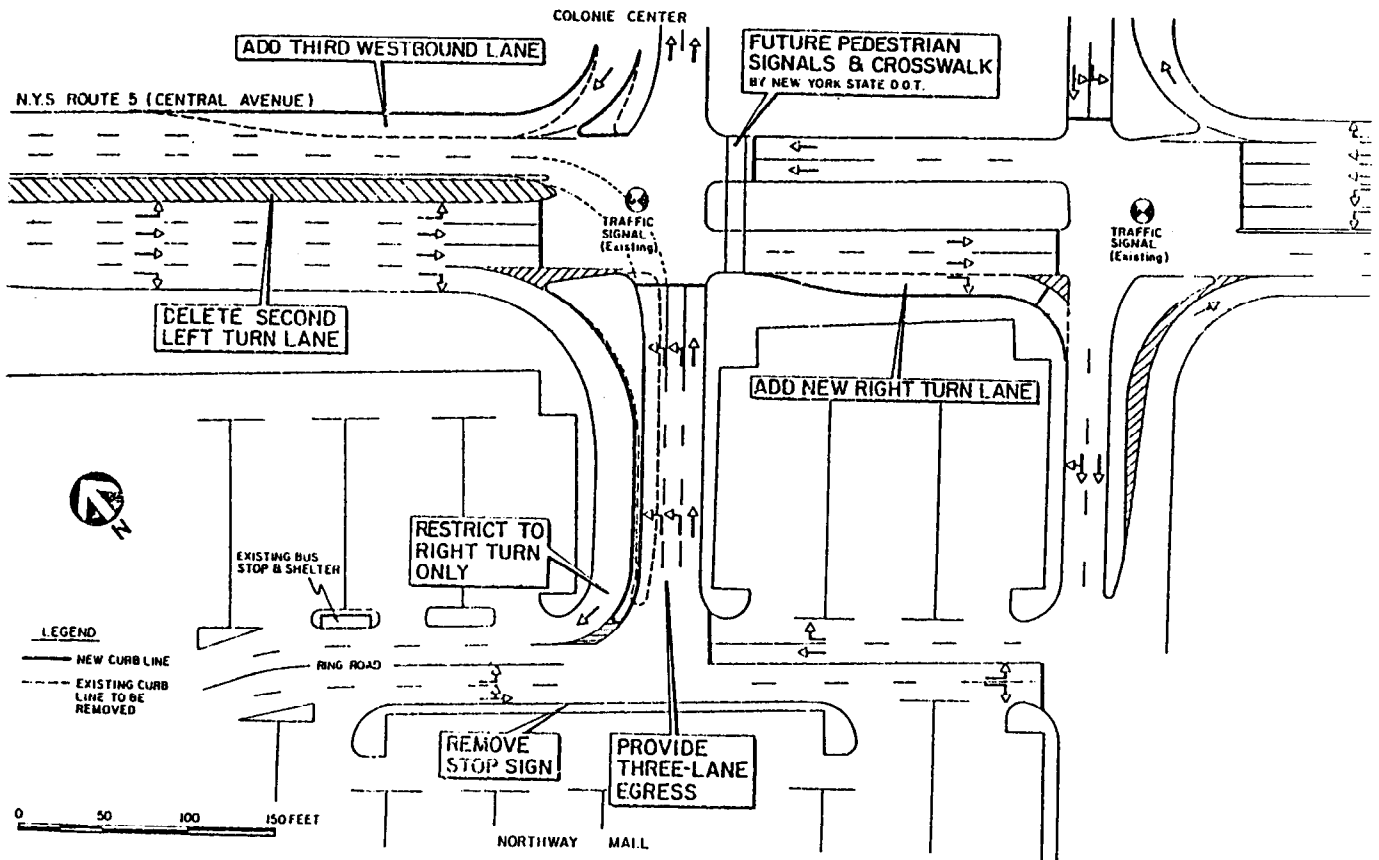 COLONIE CENTER
ADD THIRD WESTBOUND LANE
FUTURE PEDESTRIAN
SIGNALS & CROSSWALK
BY NEW YORK STATE D.O.T.
N.Y.S ROUTE 5 (CENTRAL AVENUE)
TRAFFIC
SIGNAL
(Existing)
TRAFFIC
SIGNAL
(Existing)
DELETE SECOND
LEFT TURN LANE
ADD NEW RIGHT TURN LANE
N
RESTRICT TO
RIGHT TURN
ONLY
EXISTING BUS
STOP & SHELTER
LEGEND
NEW CURB LINE
EXISTING CURB
LINE TO BE
REMOVED
RING ROAD
REMOVE
STOP SIGN
PROVIDE
THREE-LANE
EGRESS
0 50 100 150 FEET
NORTHWAY MALL